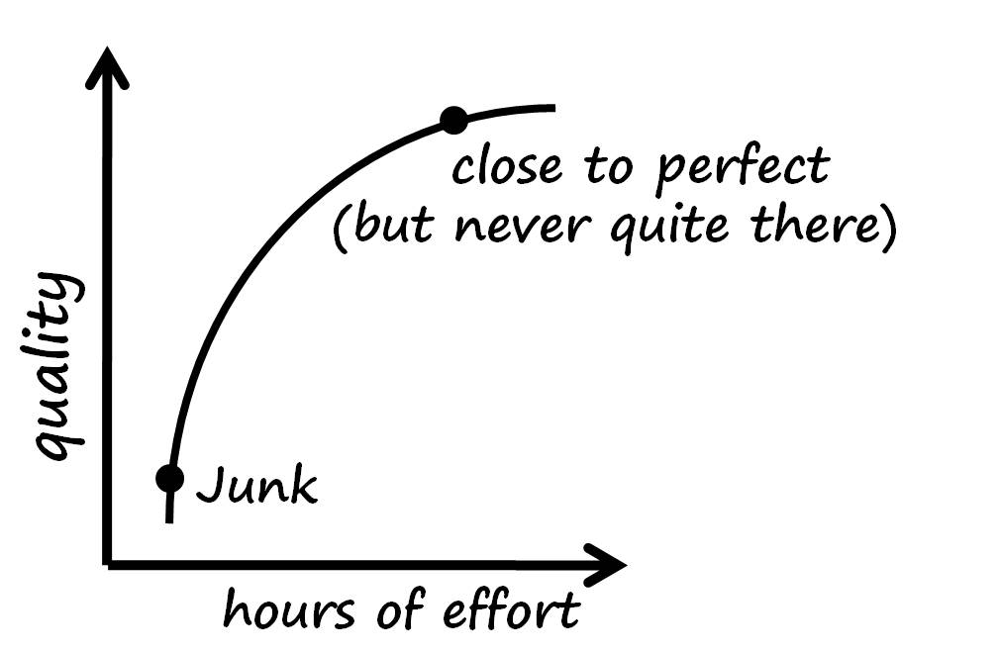 close to perfect
(but never quite there)
quality
Junk
hours of effort